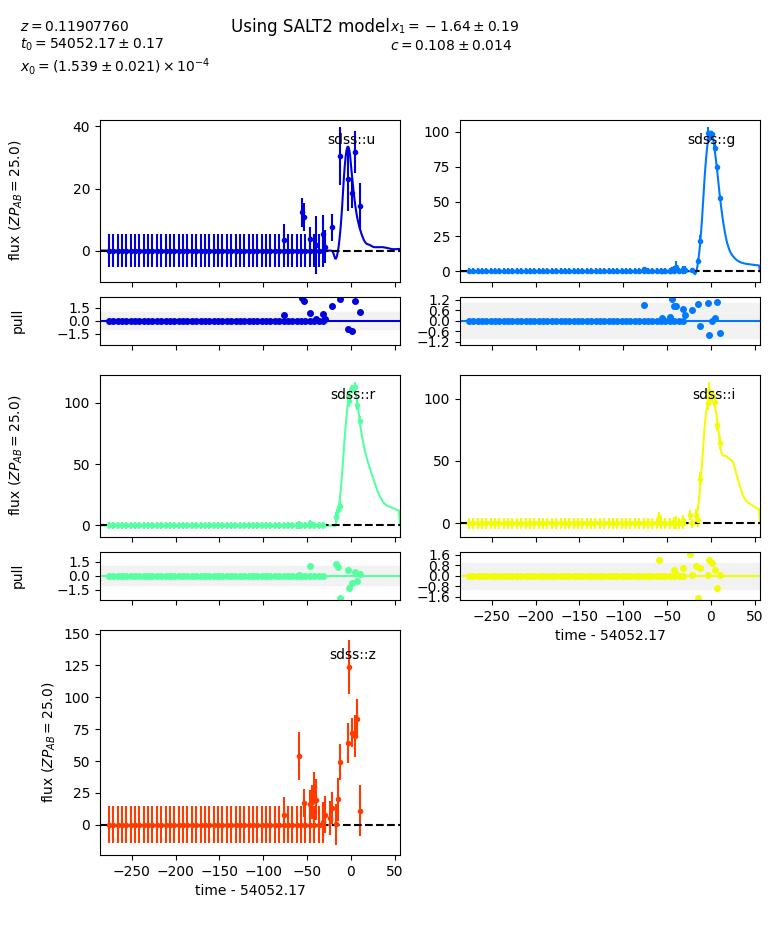 z = 0.11907760
t0 = 54052.17 ± 0.17
x0 = (1.539 ± 0.021) × 10⁻⁴
Using SALT2 model
x1 = −1.64 ± 0.19
c = 0.108 ± 0.014
sdss::u
flux (ZP_AB = 25.0)
40
20
0
sdss::g
100
75
50
25
0
pull
1.5
0.0
−1.5
1.2
0.6
0.0
−0.6
−1.2
sdss::r
flux (ZP_AB = 25.0)
100
50
0
sdss::i
100
50
0
pull
1.5
0.0
−1.5
1.6
0.8
0.0
−0.8
−1.6
−250 −200 −150 −100 −50 0 50
time - 54052.17
sdss::z
flux (ZP_AB = 25.0)
150
125
100
75
50
25
0
−250 −200 −150 −100 −50 0 50
time - 54052.17